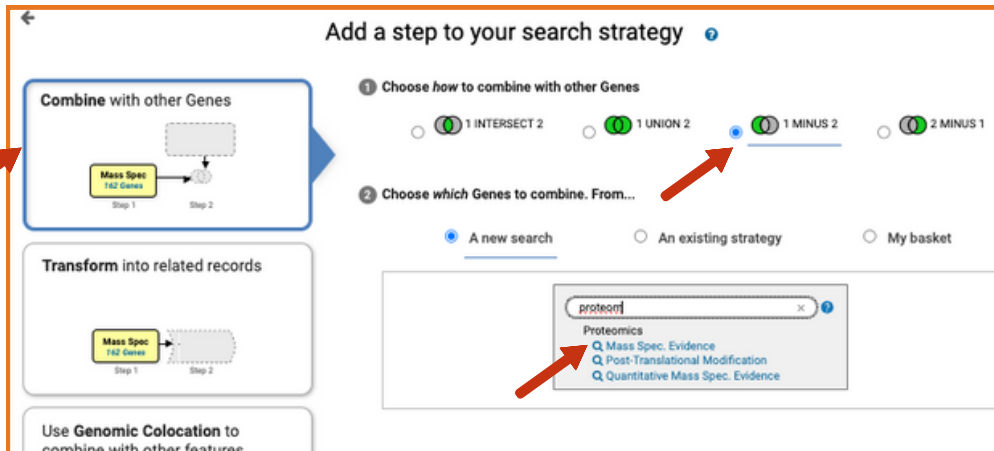 Add a step to your search strategy ?
Combine with other Genes
Mass Spec
162 Genes
Step 1 Step 2
Transform into related records
Mass Spec
162 Genes
Step 1 Step 2
Use Genomic Colocation to
combine with other features
1 Choose how to combine with other Genes
1 INTERSECT 2 1 UNION 2 1 MINUS 2 2 MINUS 1
2 Choose which Genes to combine. From...
A new search An existing strategy My basket
proteom × ?
Proteomics
Mass Spec. Evidence
Post-Translational Modification
Quantitative Mass Spec. Evidence